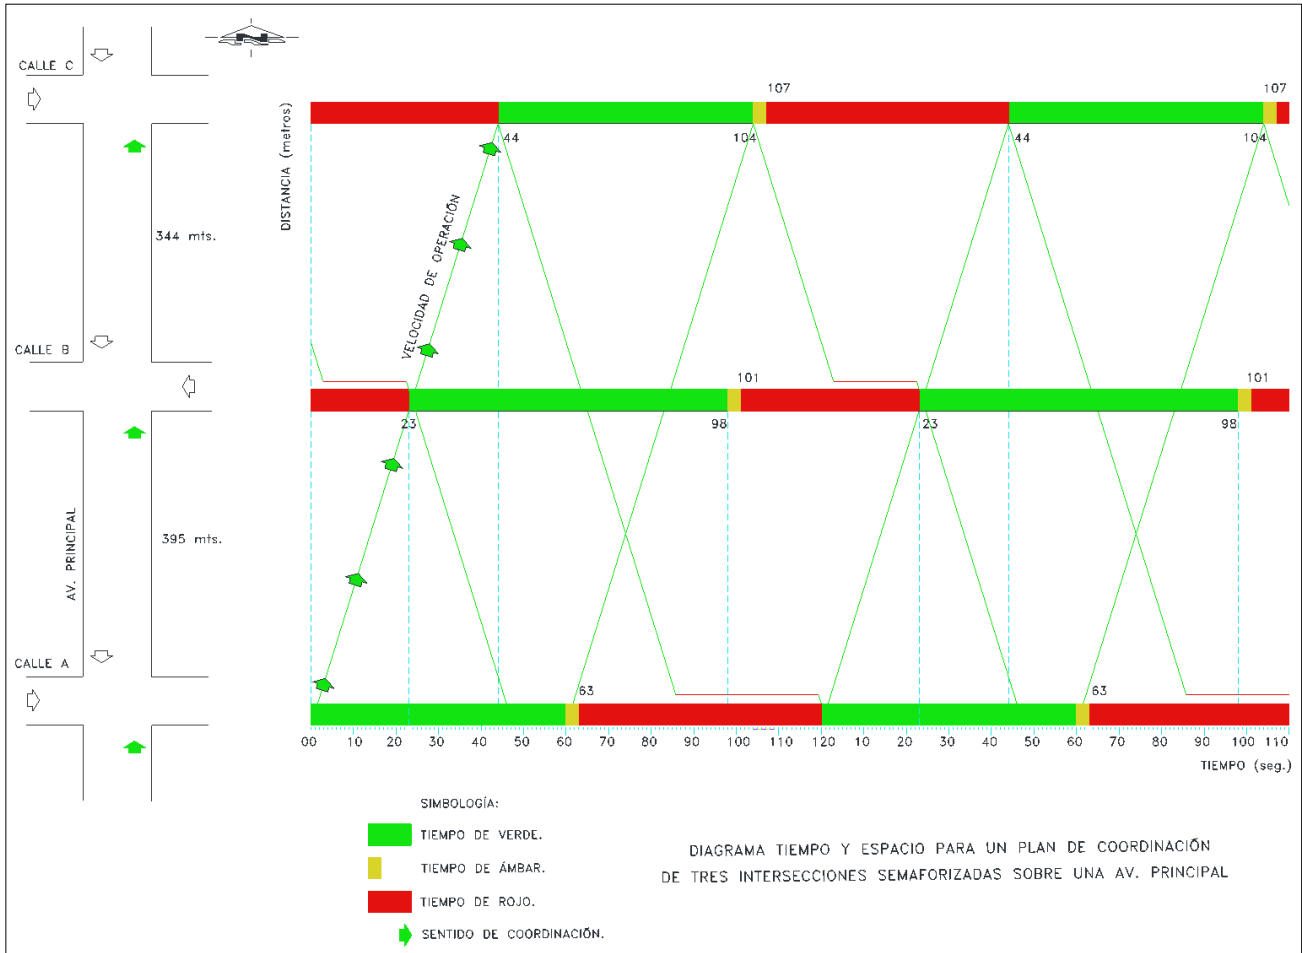 CALLE C
344 mts.
CALLE B
395 mts.
AV. PRINCIPAL
CALLE A
DISTANCIA (metros)
107
107
44
104
44
104
VELOCIDAD DE OPERACIÓN
101
101
23
98
23
98
63
63
00 10 20 30 40 50 60 70 80 90 100 110 120 10 20 30 40 50 60 70 80 90 100 110
TIEMPO (seg.)
SIMBOLOGÍA:
TIEMPO DE VERDE.
TIEMPO DE ÁMBAR.
TIEMPO DE ROJO.
SENTIDO DE COORDINACIÓN.
DIAGRAMA TIEMPO Y ESPACIO PARA UN PLAN DE COORDINACIÓN
DE TRES INTERSECCIONES SEMAFORIZADAS SOBRE UNA AV. PRINCIPAL